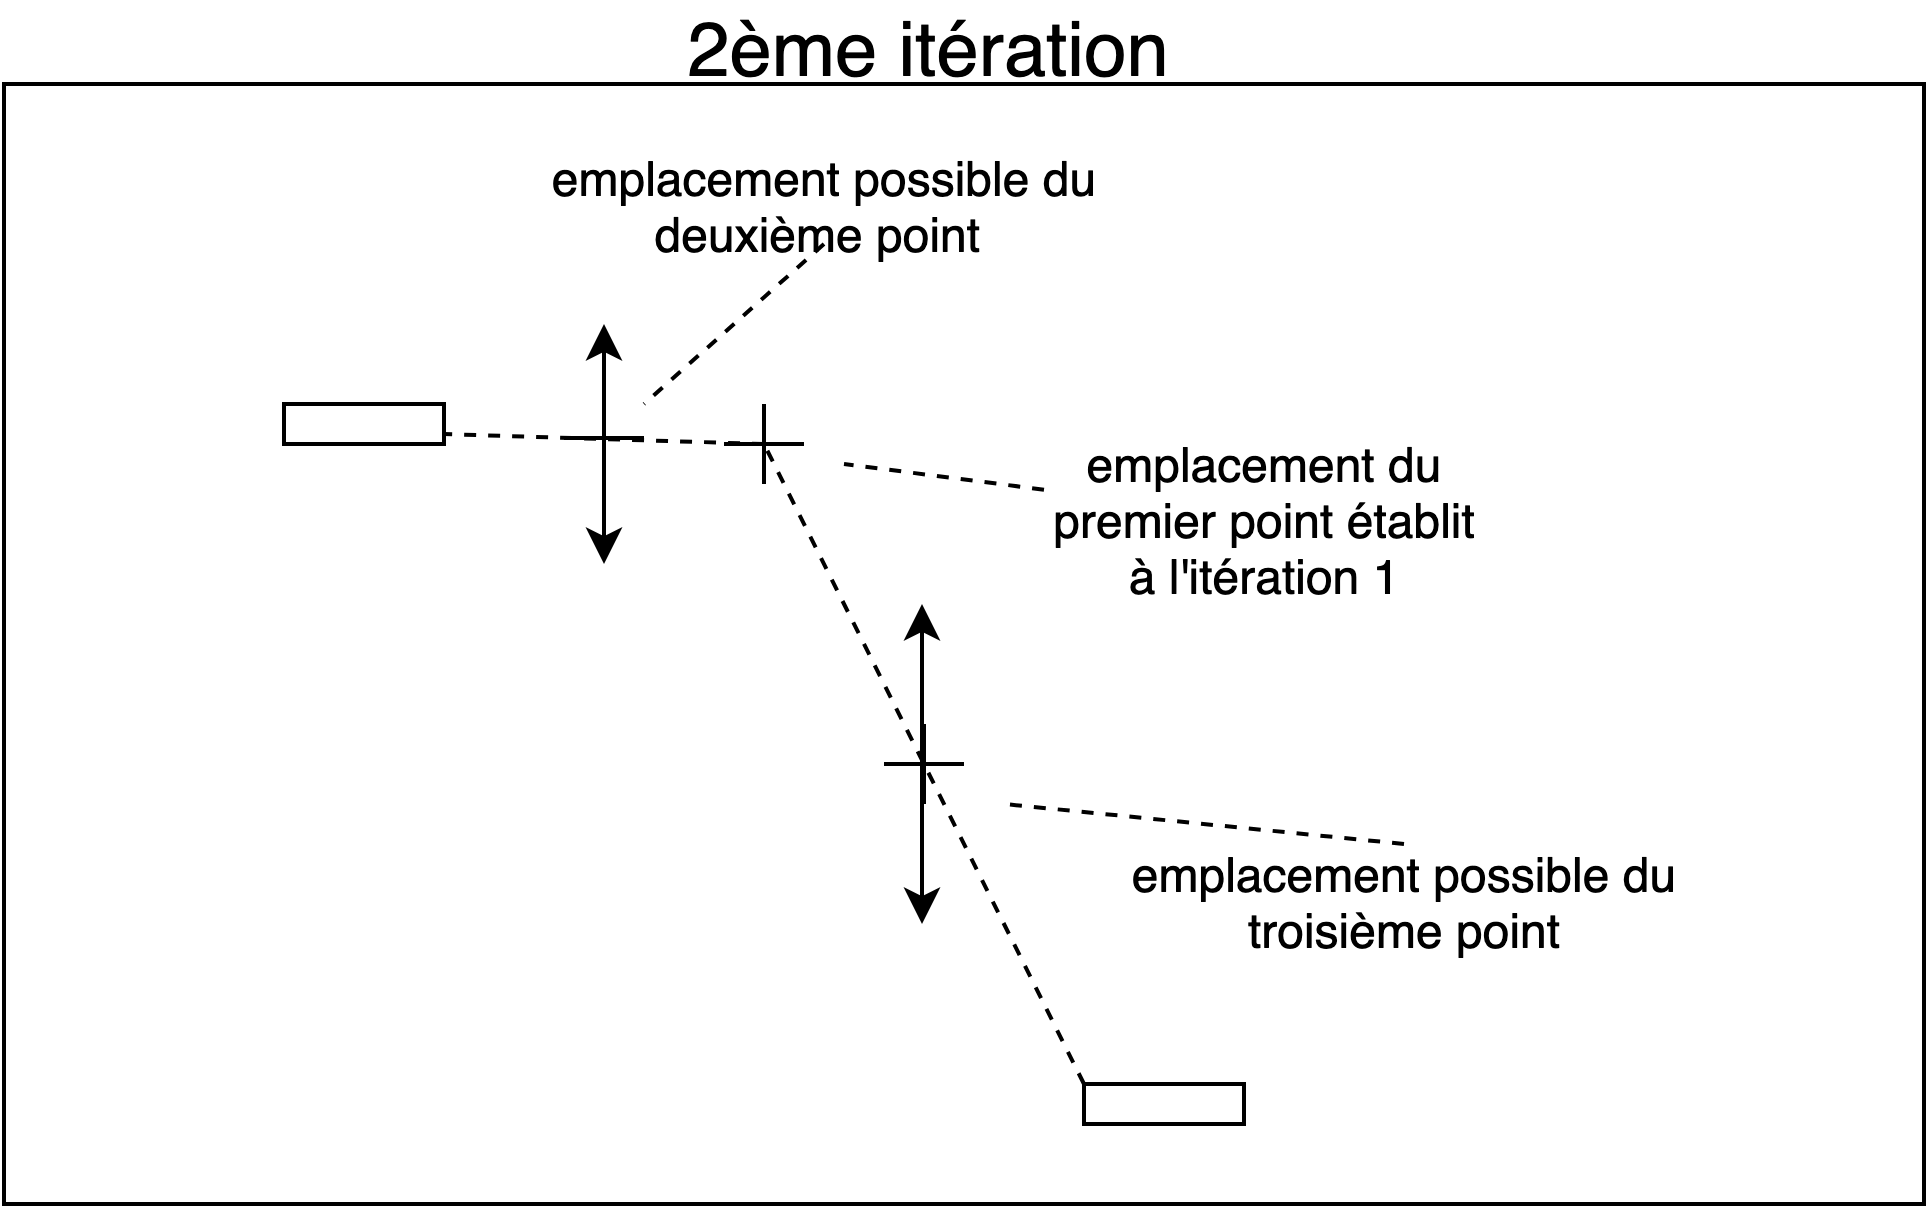 2ème itération
emplacement possible du
deuxième point
emplacement du
premier point établit
à l'itération 1
emplacement possible du
troisième point